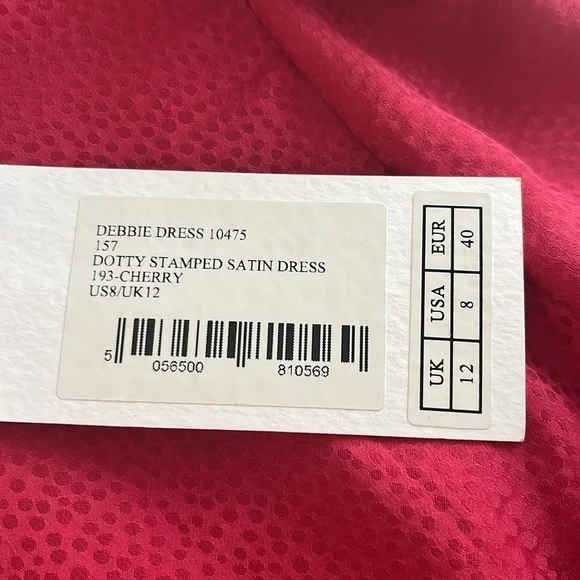 DEBBIE DRESS 10475
157
DOTTY STAMPED SATIN DRESS
193-CHERRY
US8/UK12
5 056500 810569
EUR 40
USA 8
UK 12